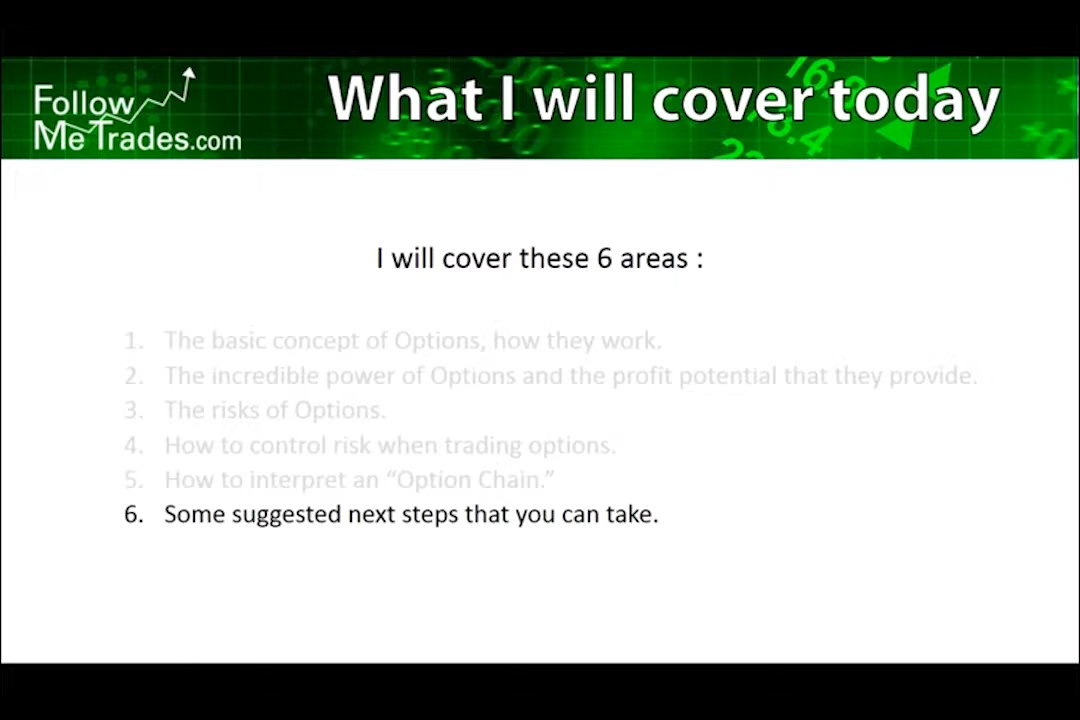 Follow
Me Trades.com
What I will cover today
I will cover these 6 areas :
1. The basic concept of Options, how they work.
2. The incredible power of Options and the profit potential that they provide.
3. The risks of Options.
4. How to control risk when trading options.
5. How to interpret an “Option Chain.”
6. Some suggested next steps that you can take.